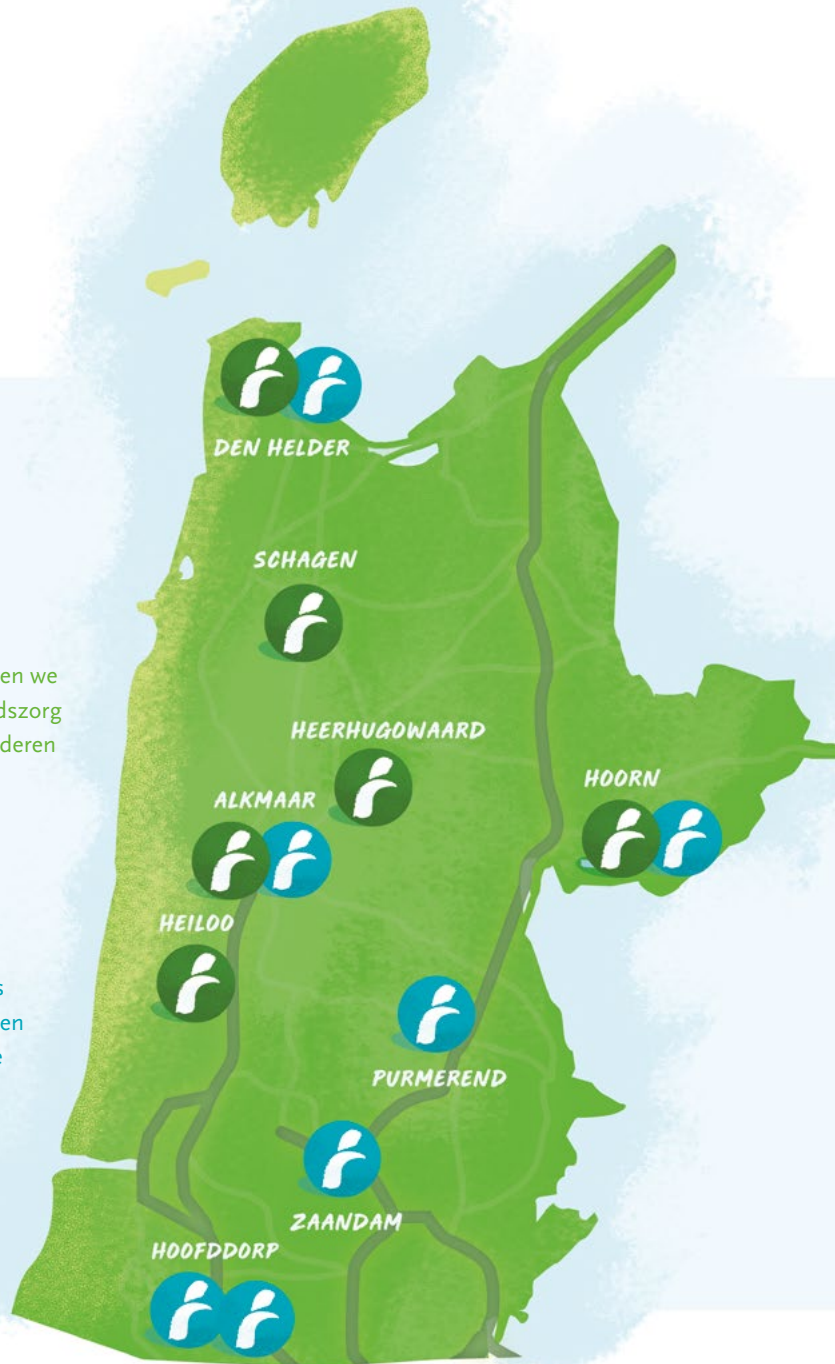 DEN HELDER
SCHAGEN
en we
dszorg
deren
HEERHUGOWAARD
HOORN
ALKMAAR
HEILOO
s
en
e
PURMEREND
ZAANDAM
HOOFDDORP